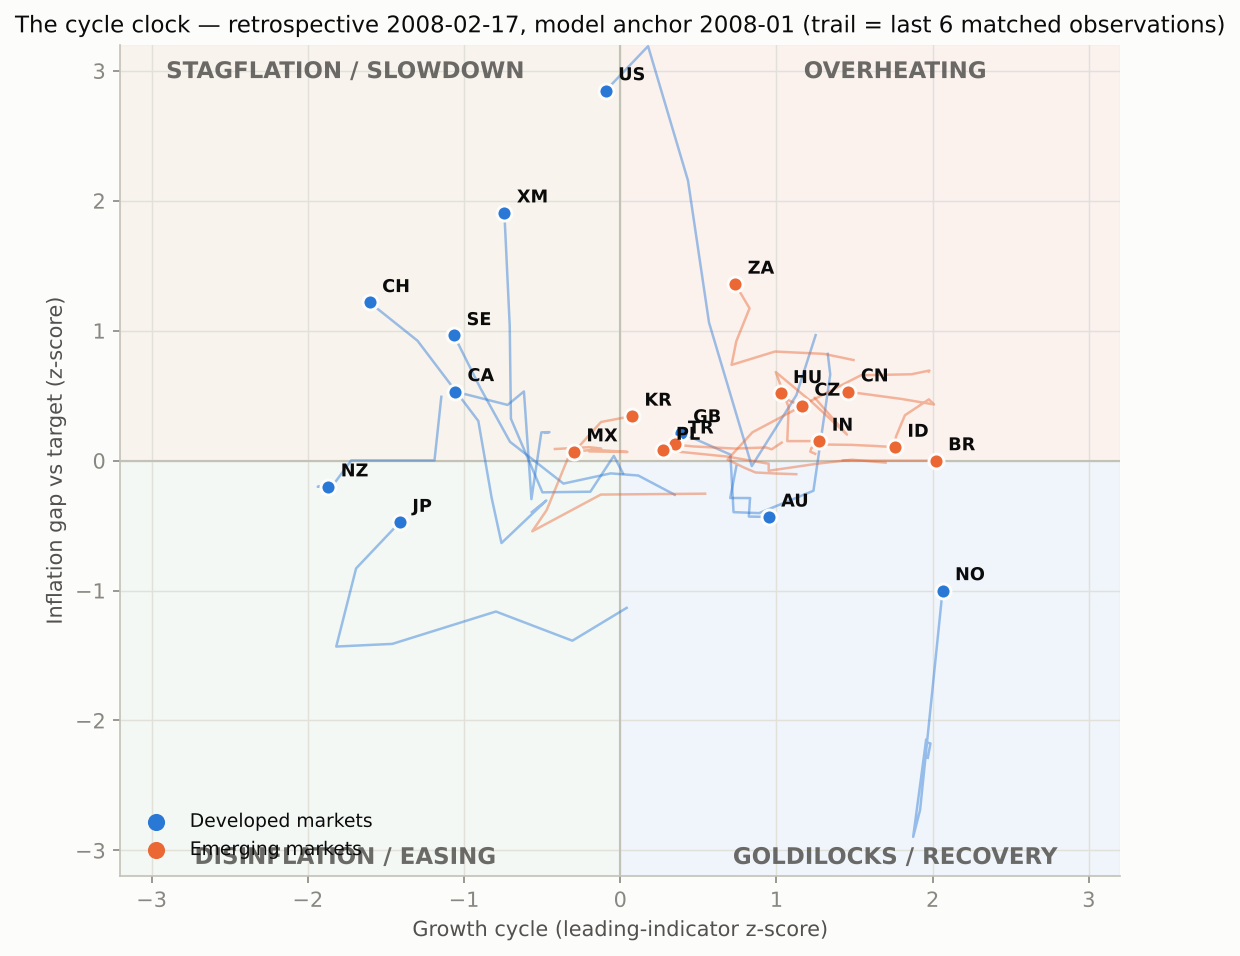 The cycle clock — retrospective 2008-02-17, model anchor 2008-01 (trail = last 6 matched observations)
STAGFLATION / SLOWDOWN
OVERHEATING
US
XM
ZA
CH
SE
CA
HU
CZ
CN
KR
GB
TR
PL
MX
IN
ID
BR
NZ
JP
AU
NO
Developed markets
Emerging markets
DISINFLATION / EASING
GOLDILOCKS / RECOVERY
3
2
1
0
−1
−2
−3
−3
−2
−1
0
1
2
3
Growth cycle (leading-indicator z-score)
Inflation gap vs target (z-score)